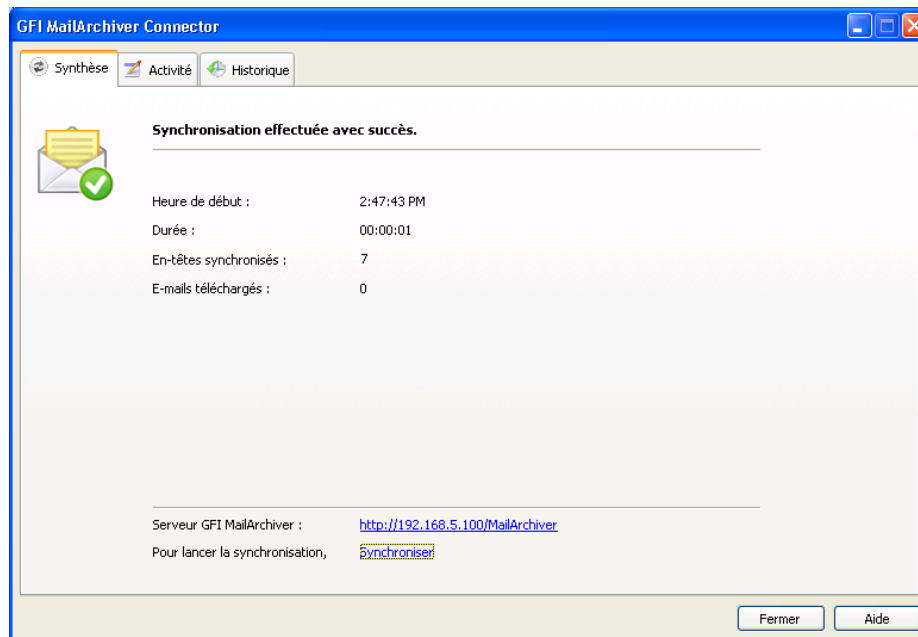 GFI MailArchiver Connector
Synthèse Activité Historique
Synchronisation effectuée avec succès.
Heure de début : 2:47:43 PM
Durée : 00:00:01
En-têtes synchronisés : 7
E-mails téléchargés : 0
Serveur GFI MailArchiver : http://192.168.5.100/MailArchiver
Pour lancer la synchronisation, Synchroniser
Fermer Aide